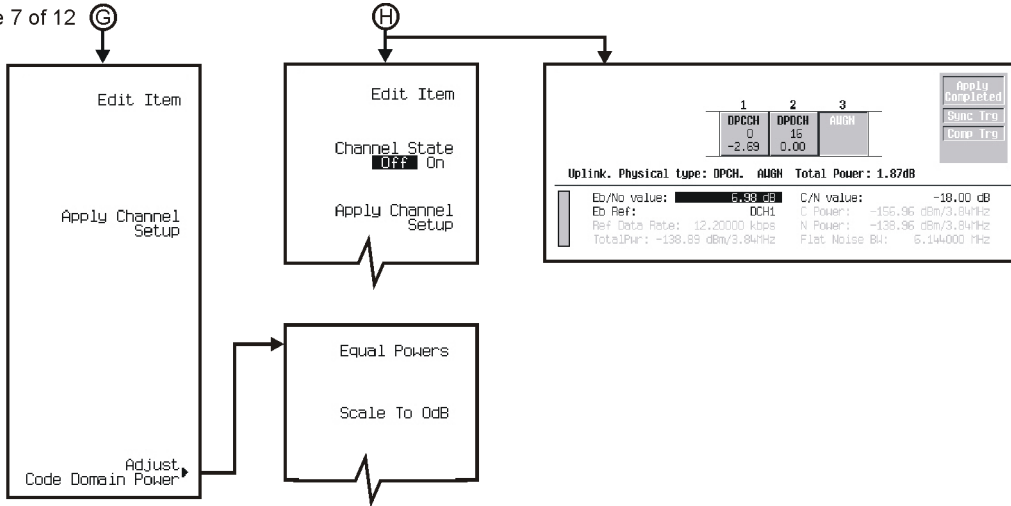 e 7 of 12
G
H
Edit Item
Apply Channel
Setup
Adjust
Code Domain Power
Edit Item
Channel State
Off On
Apply Channel
Setup
Equal Powers
Scale To 0dB
1 2 3
DPCCH DPDCH AWGN
0 16
-2.69 0.00
Apply
Completed
Sync Trg
Comp Trg
Uplink. Physical type: DPCH. AWGN Total Power: 1.87dB
Eb/No value: 6.98 dB C/N value: -18.00 dB
Eb Ref: DCH1 C Power: -156.96 dBm/3.84MHz
Ref Data Rate: 12.20000 kbps N Power: -138.96 dBm/3.84MHz
TotalPwr: -138.89 dBm/3.84MHz Flat Noise BW: 6.144000 MHz